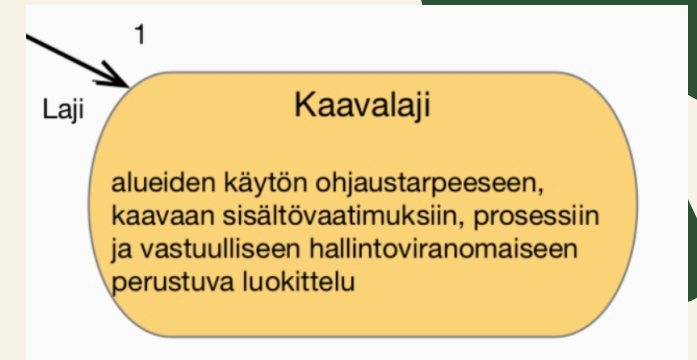 1
Laji
Kaavalaji
alueiden käytön ohjaustarpeeseen,
kaavaan sisältövaatimuksiin, prosessiin
ja vastuulliseen hallintoviranomaiseen
perustuva luokittelu